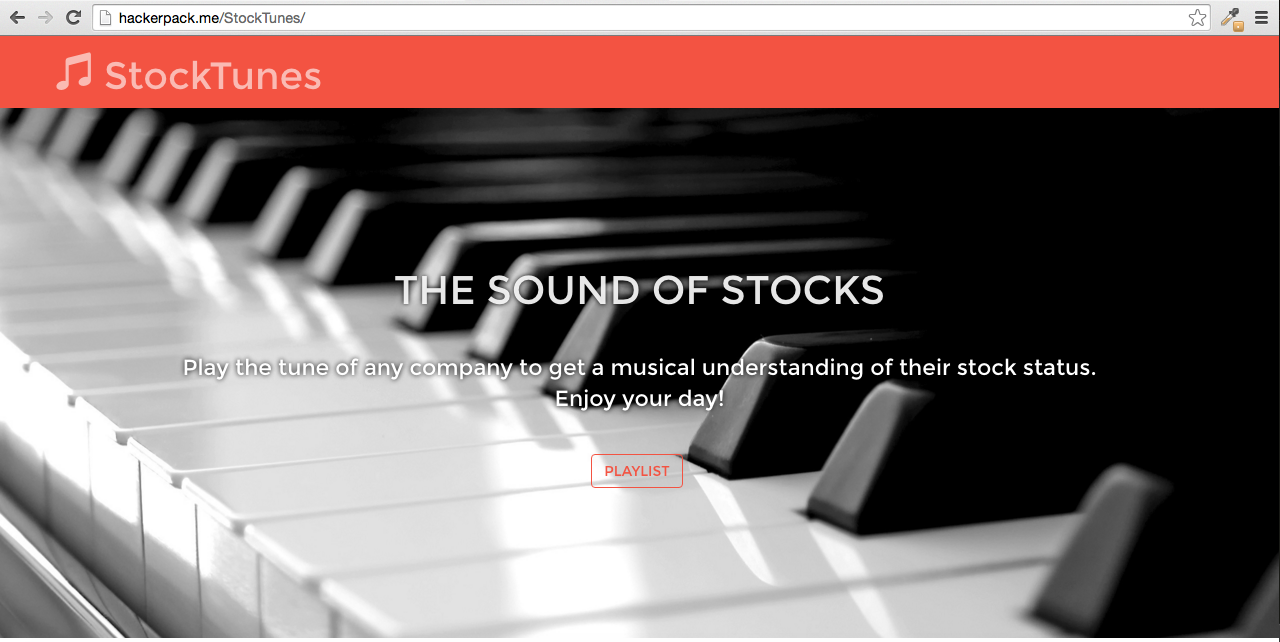 hackerpack.me/StockTunes/
StockTunes
THE SOUND OF STOCKS
Play the tune of any company to get a musical understanding of their stock status.
Enjoy your day!
PLAYLIST